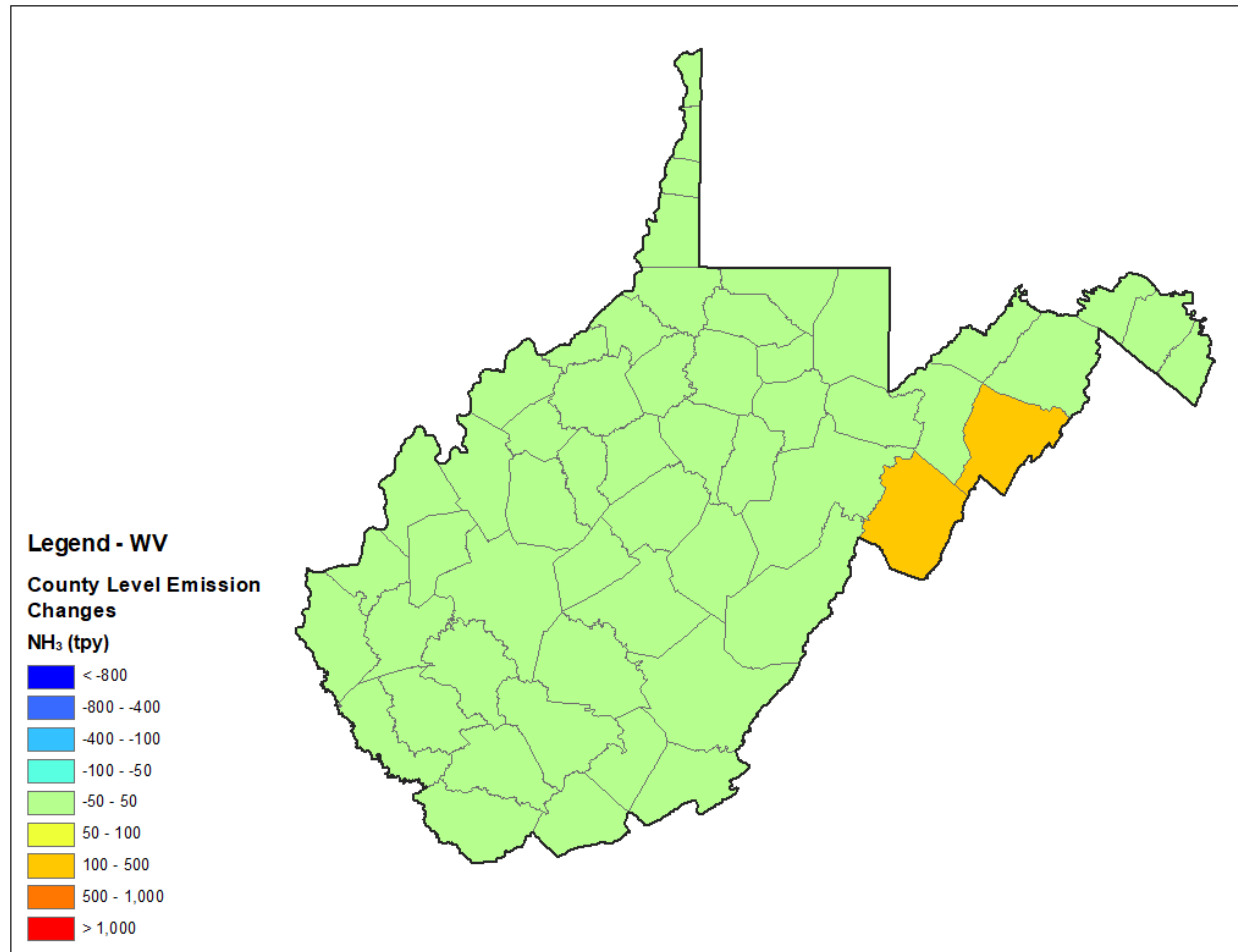 Legend - WV
County Level Emission
Changes
NH₃ (tpy)
< -800
-800 - -400
-400 - -100
-100 - -50
-50 - 50
50 - 100
100 - 500
500 - 1,000
> 1,000